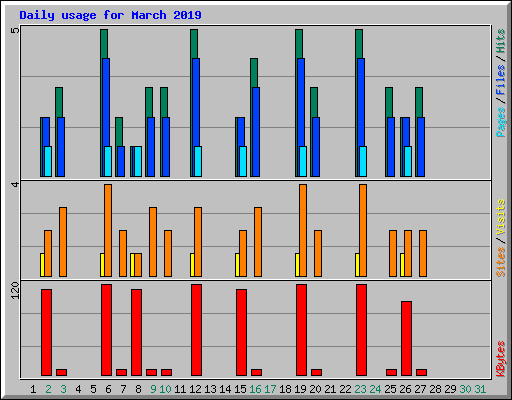 Daily usage for March 2019
5
4
120
Pages / Files / Hits
Sites / Visits
KBytes
1 2 3 4 5 6 7 8 9 10 11 12 13 14 15 16 17 18 19 20 21 22 23 24 25 26 27 28 29 30 31